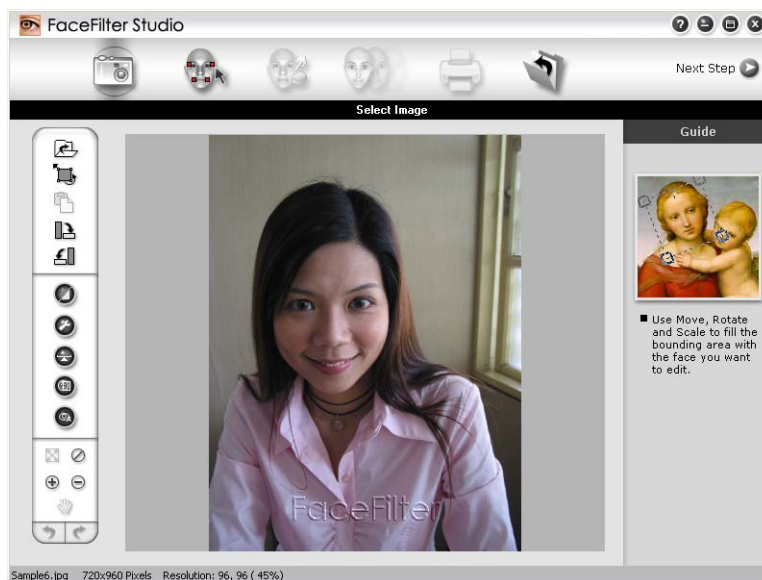 FaceFilter Studio
Next Step
Select Image
Guide
Use Move, Rotate
and Scale to fill the
bounding area with
the face you want
to edit.
FaceFilter
Sample6.jpg 720x960 Pixels Resolution: 96, 96 ( 45%)